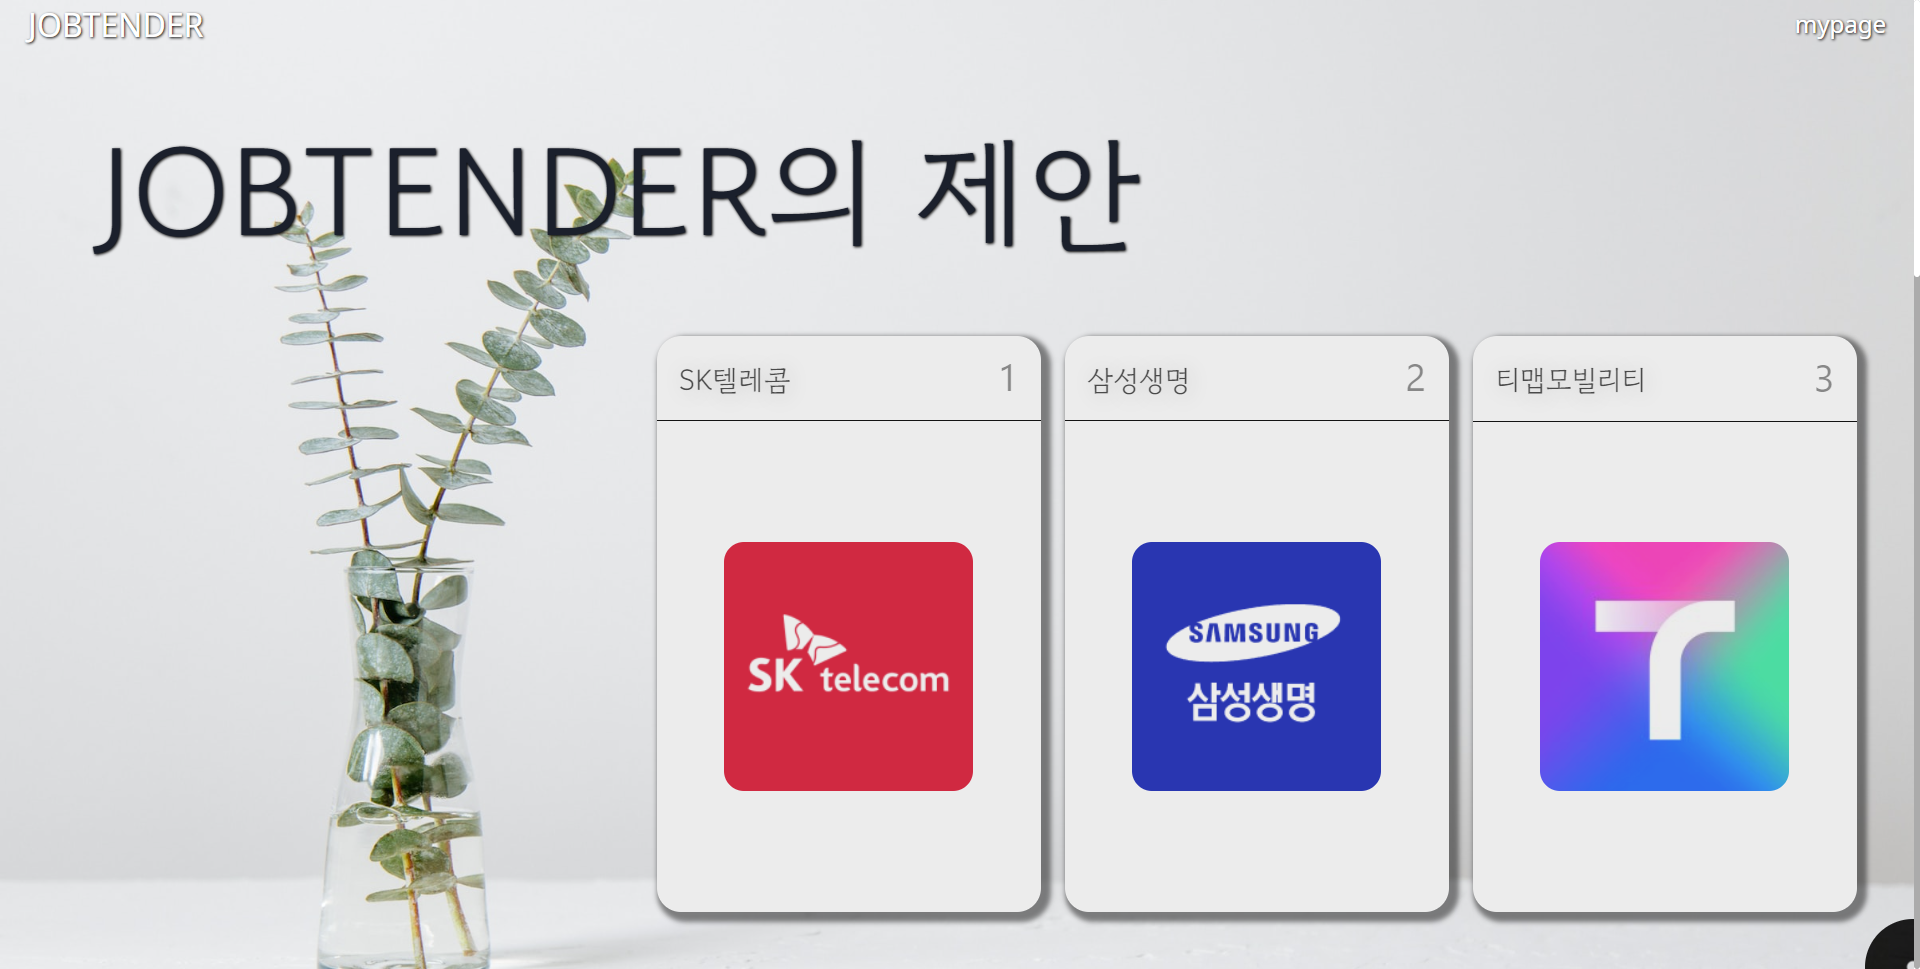 JOBTENDER
mypage
JOBTENDER의 제안
SK텔레콤 1
삼성생명 2
티맵모빌리티 3
SK telecom
SAMSUNG
삼성생명
T